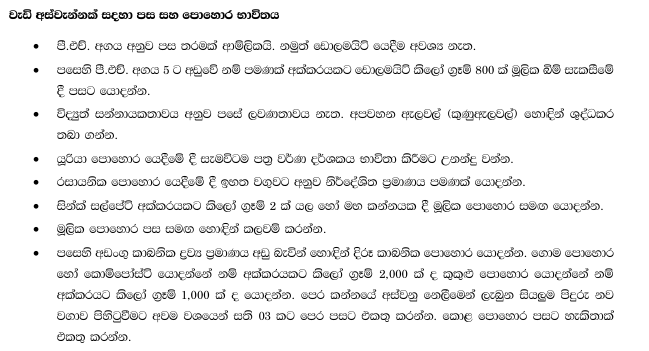 වැඩි අස්වැන්නක් සඳහා පස සහ පොහොර භාවිතය
• පී.එච්. අගය අනුව පස තරමක් ආම්ලිකයි. නමුත් ඩොලමයිට් යෙදීම අවශ්‍ය නැත.
• පසෙහි පී.එච්. අගය 5 ට අඩුවේ නම් පමණක් අක්කරයකට ඩොලමයිට් කිලෝ ග්‍රෑම් 800 ක් මූලික බිම් සැකසීමේ
දී පසට යොදන්න.
• විද්‍යුත් සන්නායකතාවය අනුව පසේ ලවණතාවය නැත. අපවහන ඇලවල් (කුණුඇලවල්) හොඳින් ශුද්ධකර
තබා ගන්න.
• යූරියා පොහොර යෙදීමේ දී සැමවිටම පත්‍ර වර්ණ දර්ශකය භාවිතා කිරීමට උනන්දු වන්න.
• රසායනික පොහොර යෙදීමේ දී ඉහත වගුවට අනුව නිර්දේශිත ප්‍රමාණය පමණක් යොදන්න.
• සින්ක් සල්පේට් අක්කරයකට කිලෝ ග්‍රෑම් 2 ක් යල හෝ මහ කන්නයක දී මූලික පොහොර සමඟ යොදන්න.
• මූලික පොහොර පස සමඟ හොඳින් කලවම් කරන්න.
• පසෙහි අඩංගු කාබනික ද්‍රව්‍ය ප්‍රමාණය අඩු බැවින් හොඳින් දිරූ කාබනික පොහොර යොදන්න. ගොම පොහොර
හෝ කොම්පෝස්ට් යොදන්නේ නම් අක්කරයකට කිලෝ ග්‍රෑම් 2,000 ක් ද කුකුළු පොහොර යොදන්නේ නම්
අක්කරයට කිලෝ ග්‍රෑම් 1,000 ක් ද යොදන්න. පෙර කන්නයේ අස්වනු නෙලීමෙන් ලැබුන සියලුම පිදුරු නව
වගාව පිහිටුවීමට අවම වශයෙන් සති 03 කට පෙර පසට එකතු කරන්න. කොළ පොහොර පසට හැකිතාක්
එකතු කරන්න.